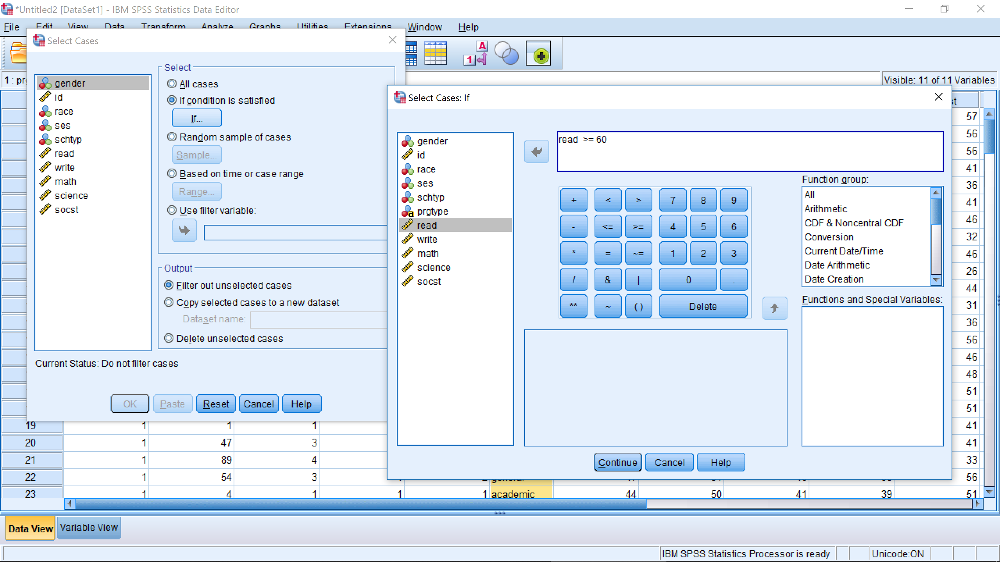 *Untitled2 [DataSet1] - IBM SPSS Statistics Data Editor
File Edit View Data Transform Analyze Graphs Utilities Extensions Window Help
Select Cases
1 : prg
Visible: 11 of 11 Variables
gender
id
race
ses
schtyp
read
write
math
science
socst
Select
All cases
If condition is satisfied
If...
Random sample of cases
Sample...
Based on time or case range
Range...
Use filter variable:
Output
Filter out unselected cases
Copy selected cases to a new dataset
Dataset name:
Delete unselected cases
Current Status: Do not filter cases
OK Paste Reset Cancel Help
Select Cases: If
gender
id
race
ses
schtyp
prgtype
read
write
math
science
socst
read >= 60
+ < > 7 8 9
- <= >= 4 5 6
* = ~= 1 2 3
/ & | 0 .
** ~ ( ) Delete
Function group:
All
Arithmetic
CDF & Noncentral CDF
Conversion
Current Date/Time
Date Arithmetic
Date Creation
Functions and Special Variables:
Continue Cancel Help
st
57
56
56
41
36
41
46
32
46
26
44
31
36
56
46
48
51
51
19 1 1 1 41
20 1 47 3 41
21 1 89 4 33
22 1 54 3 general 56
23 1 4 1 1 1 academic 44 50 41 39 51
Data View Variable View
IBM SPSS Statistics Processor is ready Unicode:ON